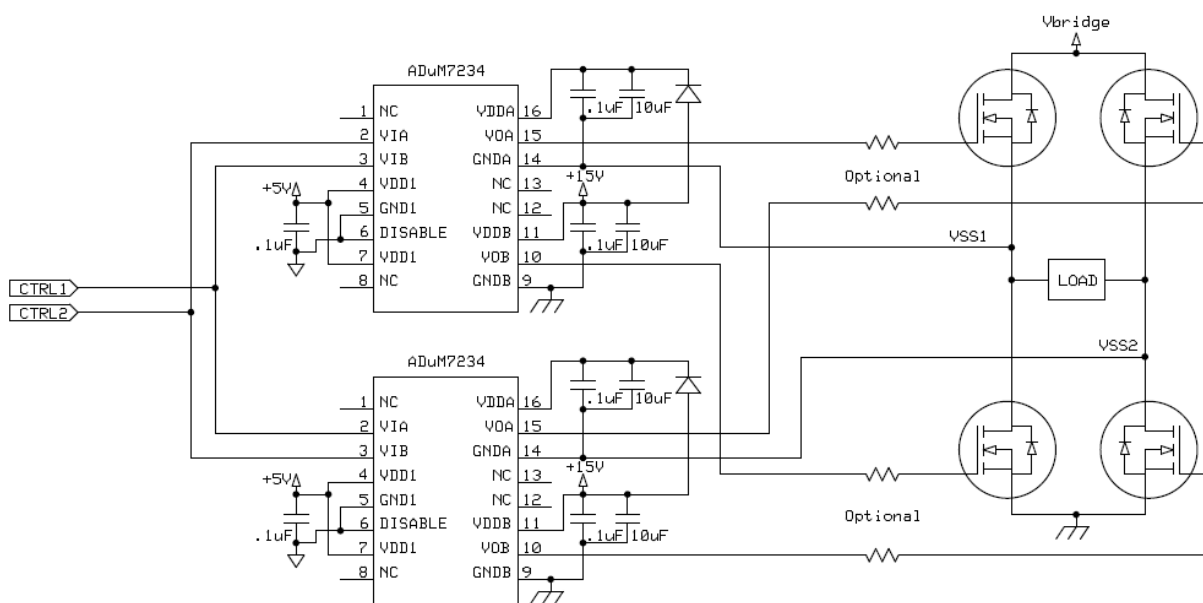 Vbridge
ADuM7234
1 NC VDDA 16 .1uF 10uF
2 VIA VOA 15
3 VIB GNDA 14
Optional
+5V 4 VDD1 NC 13 +15V
5 GND1 NC 12
.1uF 6 DISABLE VDDB 11 .1uF 10uF
7 VDD1 VOB 10
8 NC GNDB 9
VSS1
CTRL1
LOAD
CTRL2
VSS2
ADuM7234
1 NC VDDA 16 .1uF 10uF
2 VIA VOA 15
3 VIB GNDA 14
+5V 4 VDD1 NC 13 +15V
5 GND1 NC 12
Optional
.1uF 6 DISABLE VDDB 11 .1uF 10uF
7 VDD1 VOB 10
8 NC GNDB 9